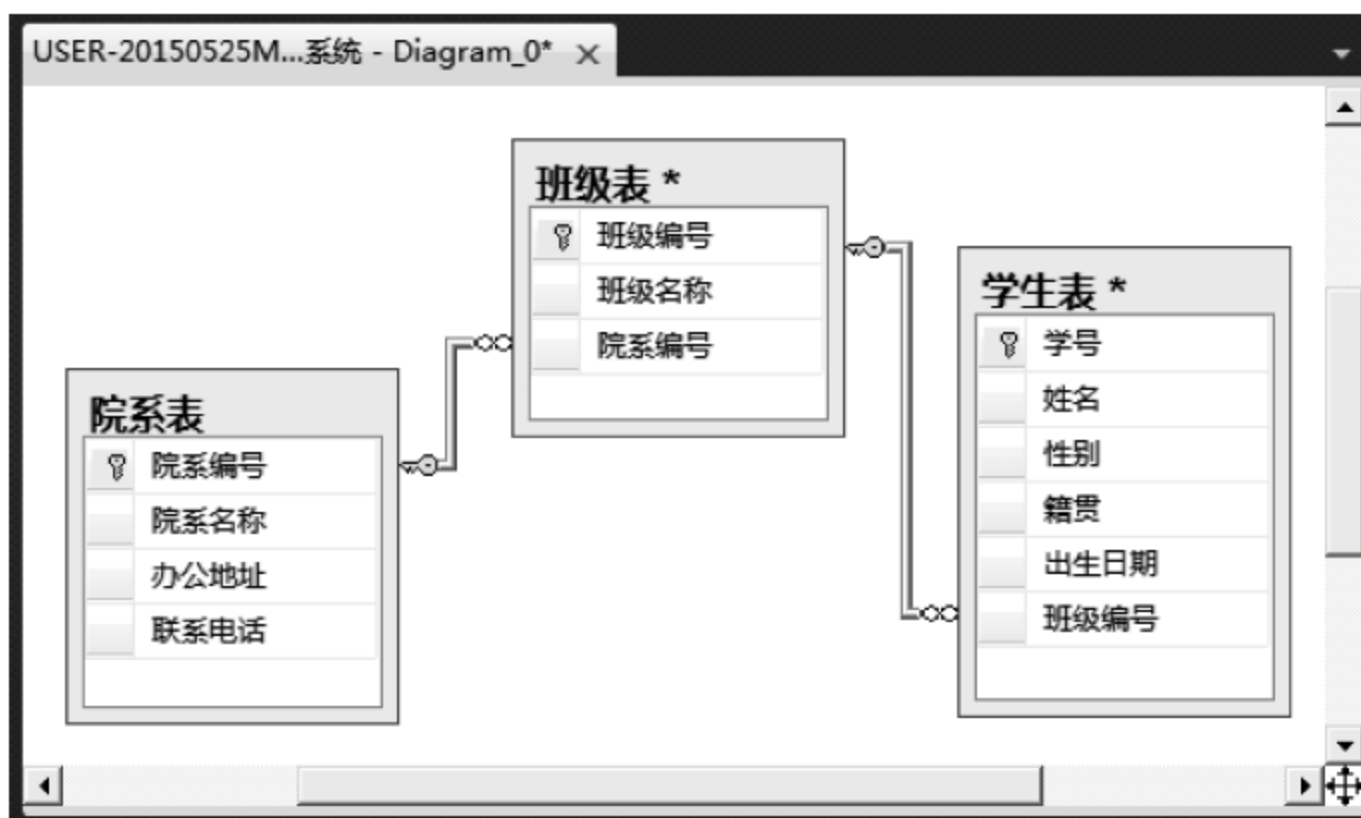 USER-20150525M...系统 - Diagram_0*
班级表 *
班级编号
班级名称
院系编号
学生表 *
学号
姓名
性别
籍贯
出生日期
班级编号
院系表
院系编号
院系名称
办公地址
联系电话